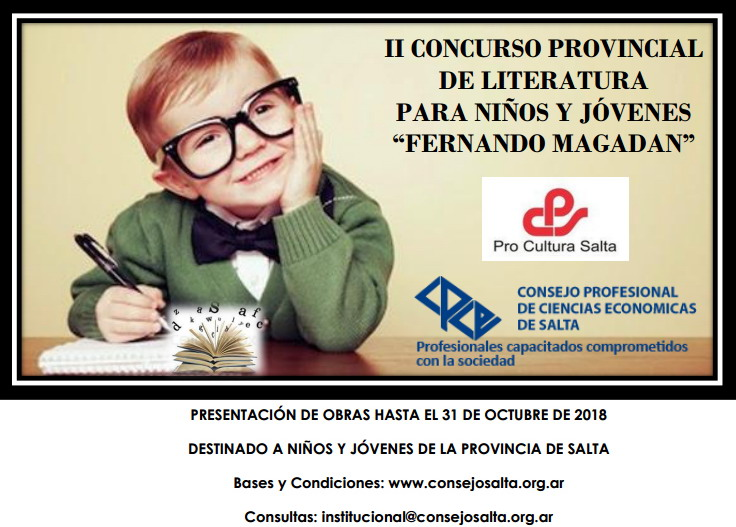 II CONCURSO PROVINCIAL
DE LITERATURA
PARA NIÑOS Y JÓVENES
“FERNANDO MAGADAN”
cPs
Pro Cultura Salta
CPCE
CONSEJO PROFESIONAL
DE CIENCIAS ECONOMICAS
DE SALTA
Profesionales capacitados comprometidos
con la sociedad
PRESENTACIÓN DE OBRAS HASTA EL 31 DE OCTUBRE DE 2018
DESTINADO A NIÑOS Y JÓVENES DE LA PROVINCIA DE SALTA
Bases y Condiciones: www.consejosalta.org.ar
Consultas: institucional@consejosalta.org.ar